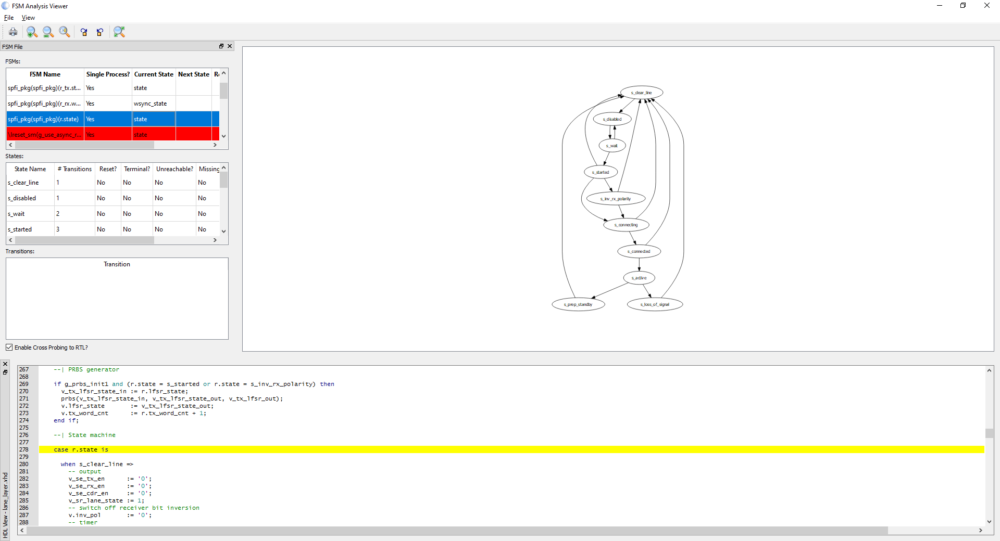 FSM Analysis Viewer
File View
FSM File
FSMs:
FSM Name Single Process? Current State Next State R
spfi_pkg(spfi_pkg)(r_tx.st... Yes state
spfi_pkg(spfi_pkg)(r_rx.w... Yes wsync_state
spfi_pkg(spfi_pkg)(r.state) Yes state
\Ireset_sm(g_use_async_r... Yes state
States:
State Name # Transitions Reset? Terminal? Unreachable? Missing
s_clear_line 1 No No No No
s_disabled 1 No No No No
s_wait 2 No No No No
s_started 3 No No No No
Transitions:
Transition
Enable Cross Probing to RTL?
s_clear_line
s_disabled
s_wait
s_started
s_inv_rx_polarity
s_connecting
s_connected
s_active
s_prep_standby s_loss_of_signal
HDL View - lane_layer.vhd
267 --| PRBS generator
268
269 if g_prbs_init1 and (r.state = s_started or r.state = s_inv_rx_polarity) then
270 v_tx_lfsr_state_in := r.lfsr_state;
271 prbs(v_tx_lfsr_state_in, v_tx_lfsr_state_out, v_tx_lfsr_out);
272 v.lfsr_state := v_tx_lfsr_state_out;
273 v.tx_word_cnt := r.tx_word_cnt + 1;
274 end if;
275
276 --| State machine
277
278 case r.state is
279
280 when s_clear_line =>
281 -- output
282 v_se_tx_en := '0';
283 v_se_rx_en := '0';
284 v_se_cdr_en := '0';
285 v_sr_lane_state := 1;
286 -- switch off receiver bit inversion
287 v.inv_pol := '0';
288 -- timer